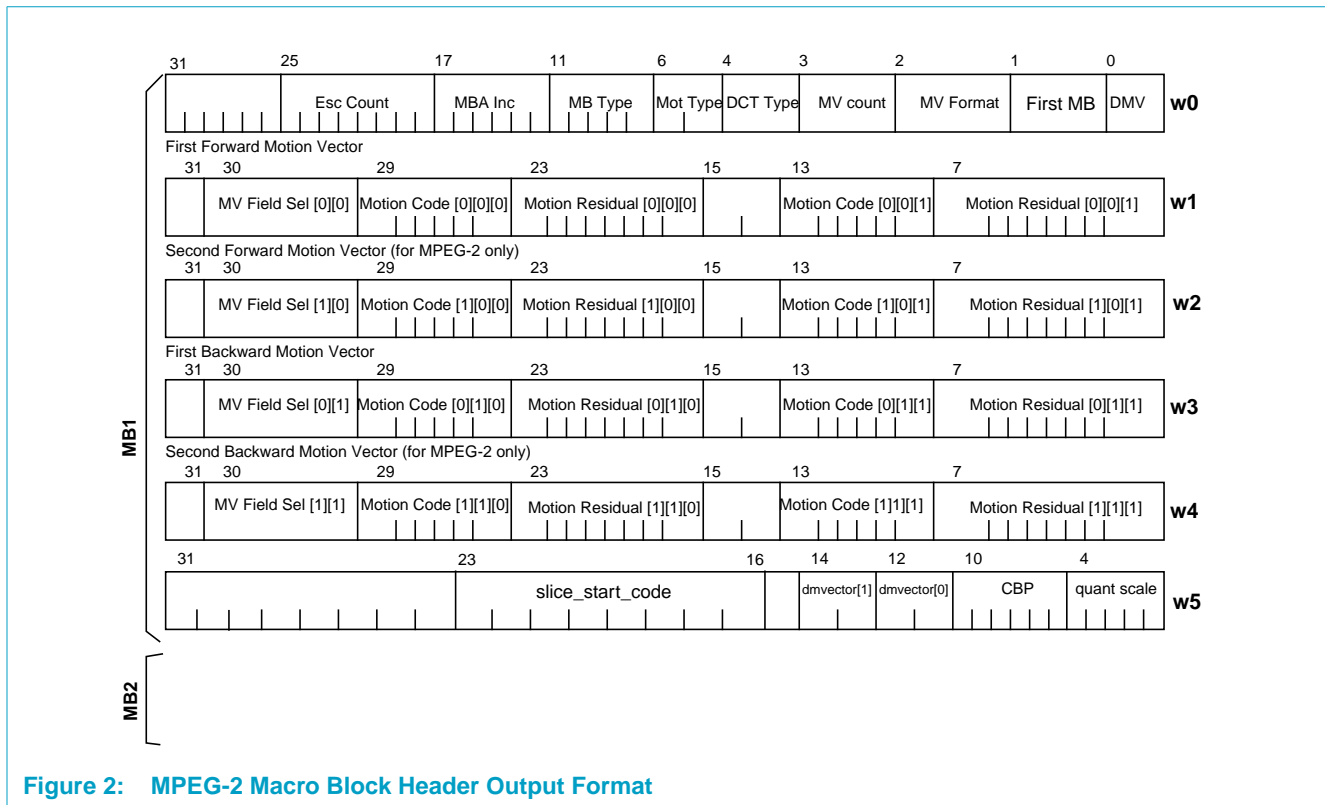 31 25 17 11 6 4 3 2 1 0
Esc Count MBA Inc MB Type Mot Type DCT Type MV count MV Format First MB DMV w0
First Forward Motion Vector
31 30 29 23 15 13 7
MV Field Sel [0][0] Motion Code [0][0][0] Motion Residual [0][0][0] Motion Code [0][0][1] Motion Residual [0][0][1] w1
Second Forward Motion Vector (for MPEG-2 only)
31 30 29 23 15 13 7
MV Field Sel [1][0] Motion Code [1][0][0] Motion Residual [1][0][0] Motion Code [1][0][1] Motion Residual [1][0][1] w2
First Backward Motion Vector
31 30 29 23 15 13 7
MV Field Sel [0][1] Motion Code [0][1][0] Motion Residual [0][1][0] Motion Code [0][1][1] Motion Residual [0][1][1] w3
MB1
Second Backward Motion Vector (for MPEG-2 only)
31 30 29 23 15 13 7
MV Field Sel [1][1] Motion Code [1][1][0] Motion Residual [1][1][0] Motion Code [1]1][1] Motion Residual [1][1][1] w4
31 23 16 14 12 10 4
slice_start_code dmvector[1] dmvector[0] CBP quant scale w5
MB2
Figure 2: MPEG-2 Macro Block Header Output Format